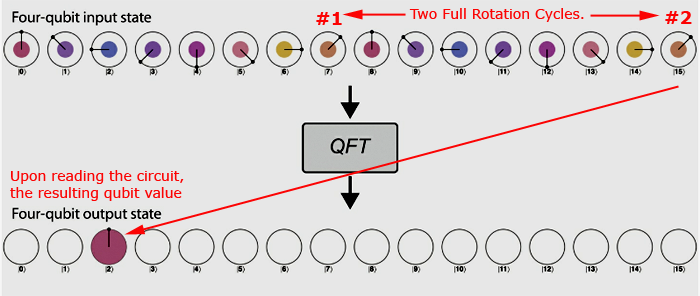 #1 Two Full Rotation Cycles. #2
Four-qubit input state
|0⟩ |1⟩ |2⟩ |3⟩ |4⟩ |5⟩ |6⟩ |7⟩ |8⟩ |9⟩ |10⟩ |11⟩ |12⟩ |13⟩ |14⟩ |15⟩
QFT
Upon reading the circuit,
the resulting qubit value
Four-qubit output state
|0⟩ |1⟩ |2⟩ |3⟩ |4⟩ |5⟩ |6⟩ |7⟩ |8⟩ |9⟩ |10⟩ |11⟩ |12⟩ |13⟩ |14⟩ |15⟩